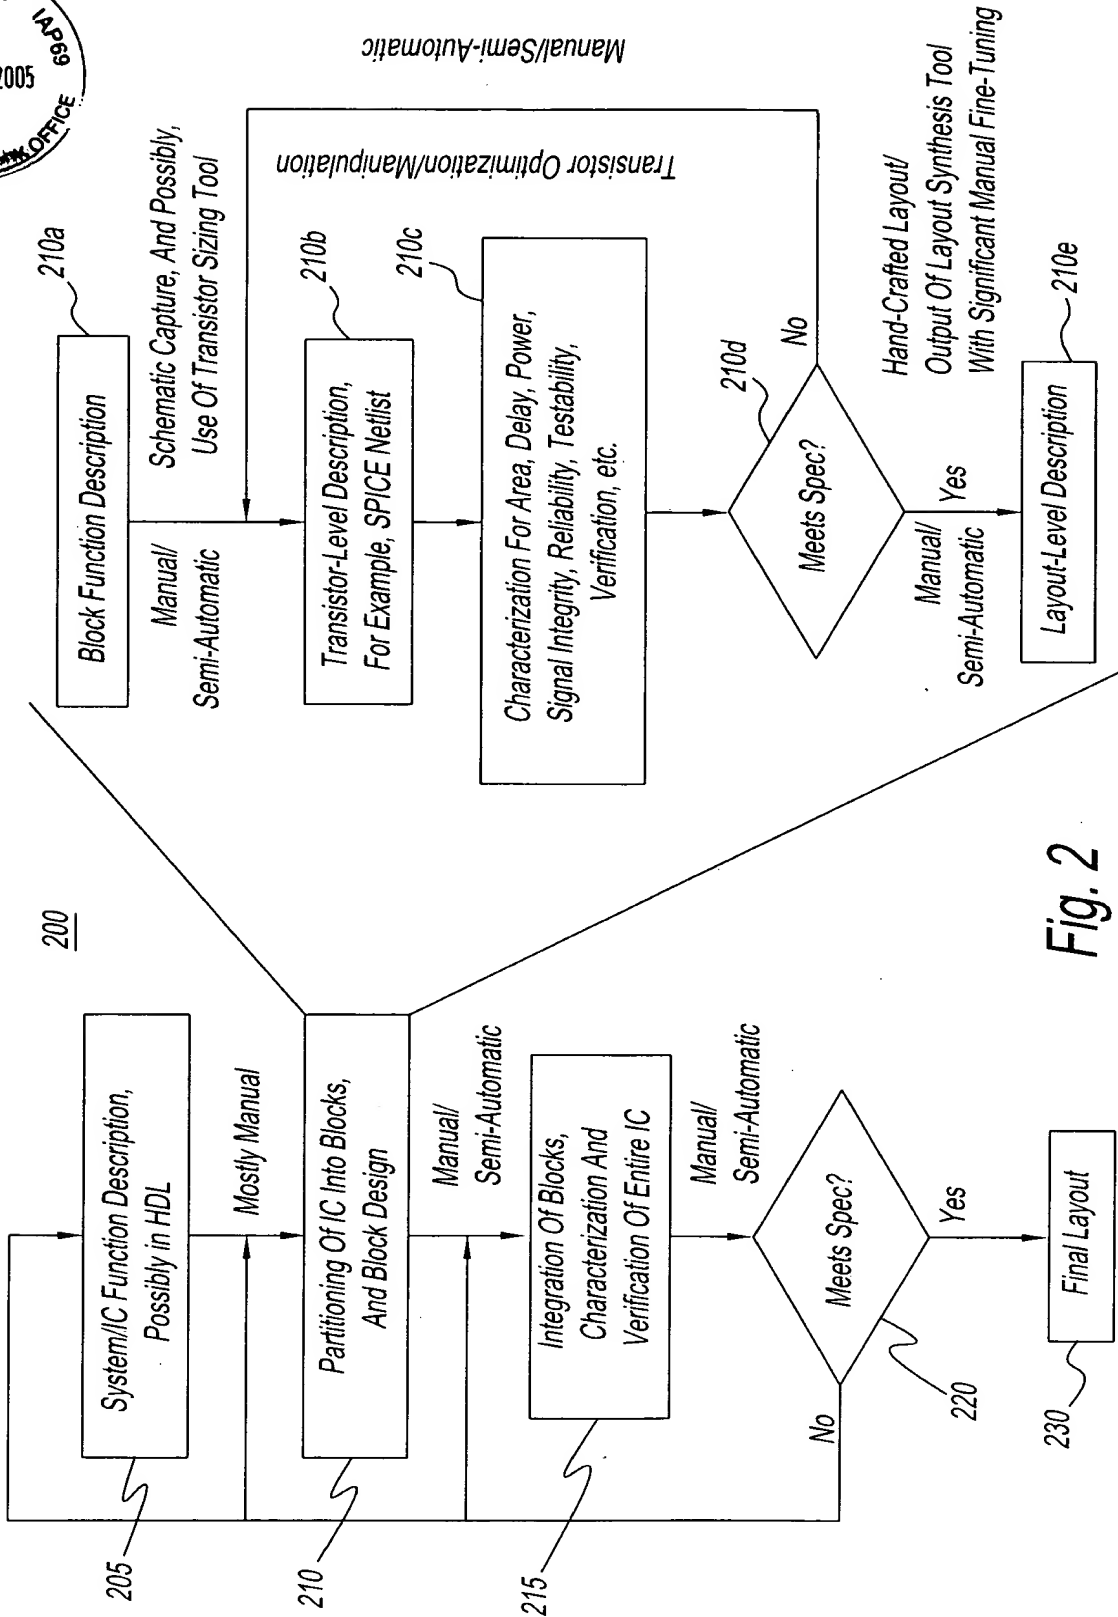 IAP69
2005
OFFICE
200
205
System/IC Function Description,
Possibly in HDL
Mostly Manual
210
Partitioning Of IC Into Blocks,
And Block Design
Manual/
Semi-Automatic
215
Integration Of Blocks,
Characterization And
Verification Of Entire IC
Manual/
Semi-Automatic
No
Meets Spec?
220
Yes
230
Final Layout
Block Function Description
210a
Manual/
Semi-Automatic
Schematic Capture, And Possibly,
Use Of Transistor Sizing Tool
Transistor-Level Description,
For Example, SPICE Netlist
210b
Transistor Optimization/Manipulation
Manual/Semi-Automatic
Characterization For Area, Delay, Power,
Signal Integrity, Reliability, Testability,
Verification, etc.
210c
Meets Spec?
210d
No
Manual/
Semi-Automatic
Yes
Hand-Crafted Layout/
Output Of Layout Synthesis Tool
With Significant Manual Fine-Tuning
Layout-Level Description
210e
Fig. 2